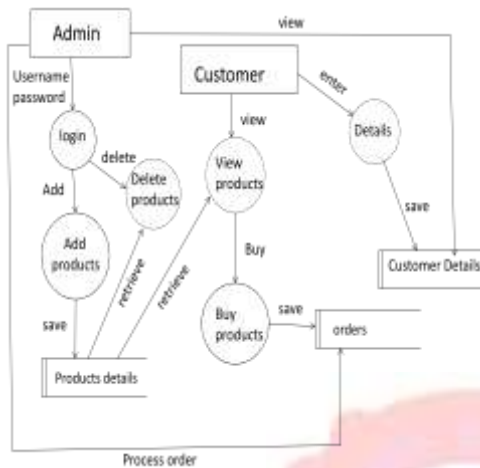 Admin
view
Customer
Username
password
enter
view
Details
login
delete
View
products
Delete
products
Add
save
Add
products
Buy
retrieve
retrieve
Customer Details
save
Buy
products
save
orders
Products details
Process order